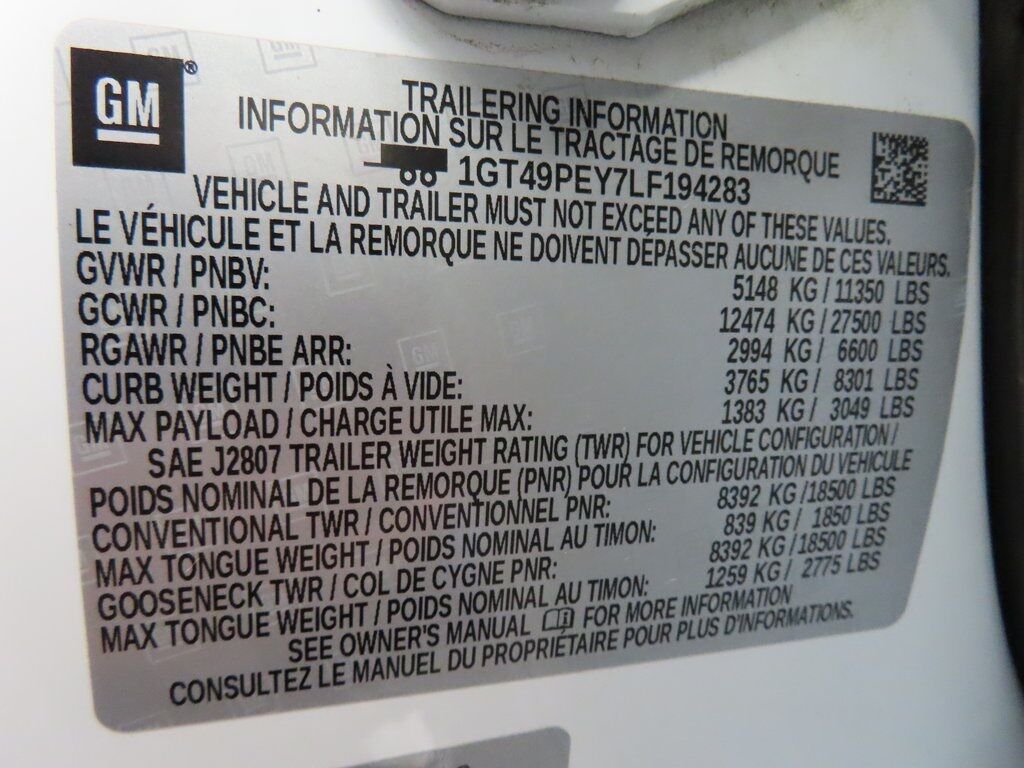 GM ®
TRAILERING INFORMATION
INFORMATION SUR LE TRACTAGE DE REMORQUE
1GT49PEY7LF194283
VEHICLE AND TRAILER MUST NOT EXCEED ANY OF THESE VALUES.
LE VÉHICULE ET LA REMORQUE NE DOIVENT DÉPASSER AUCUNE DE CES VALEURS.
GVWR / PNBV: 5148 KG / 11350 LBS
GCWR / PNBC: 12474 KG / 27500 LBS
RGAWR / PNBE ARR: 2994 KG / 6600 LBS
CURB WEIGHT / POIDS À VIDE: 3765 KG / 8301 LBS
MAX PAYLOAD / CHARGE UTILE MAX: 1383 KG / 3049 LBS
SAE J2807 TRAILER WEIGHT RATING (TWR) FOR VEHICLE CONFIGURATION /
POIDS NOMINAL DE LA REMORQUE (PNR) POUR LA CONFIGURATION DU VEHICULE
CONVENTIONAL TWR / CONVENTIONNEL PNR: 8392 KG / 18500 LBS
MAX TONGUE WEIGHT / POIDS NOMINAL AU TIMON: 839 KG / 1850 LBS
GOOSENECK TWR / COL DE CYGNE PNR: 8392 KG / 18500 LBS
MAX TONGUE WEIGHT / POIDS NOMINAL AU TIMON: 1259 KG / 2775 LBS
SEE OWNER'S MANUAL FOR MORE INFORMATION
CONSULTEZ LE MANUEL DU PROPRIÉTAIRE POUR PLUS D'INFORMATIONS.